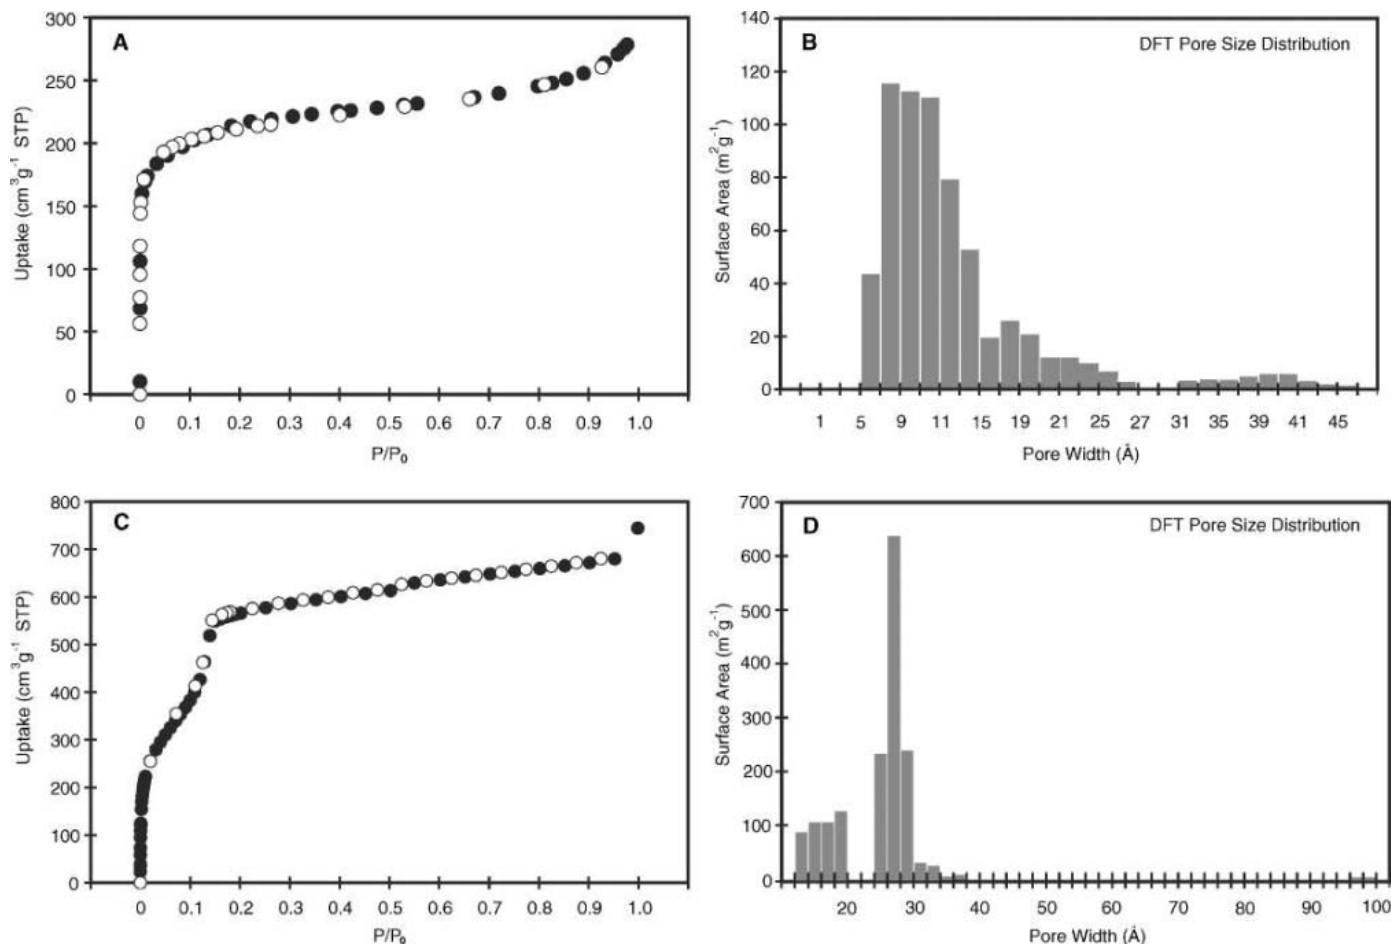 A
300
250
200
150
100
50
0
Uptake (cm³g⁻¹ STP)
0 0.1 0.2 0.3 0.4 0.5 0.6 0.7 0.8 0.9 1.0
P/P₀
B
DFT Pore Size Distribution
140
120
100
80
60
40
20
0
Surface Area (m²g⁻¹)
1 5 9 11 15 19 21 25 27 31 35 39 41 45
Pore Width (Å)
C
800
700
600
500
400
300
200
100
0
Uptake (cm³g⁻¹ STP)
0 0.1 0.2 0.3 0.4 0.5 0.6 0.7 0.8 0.9 1.0
P/P₀
D
DFT Pore Size Distribution
700
600
500
400
300
200
100
0
Surface Area (m²g⁻¹)
20 30 40 50 60 70 80 90 100
Pore Width (Å)